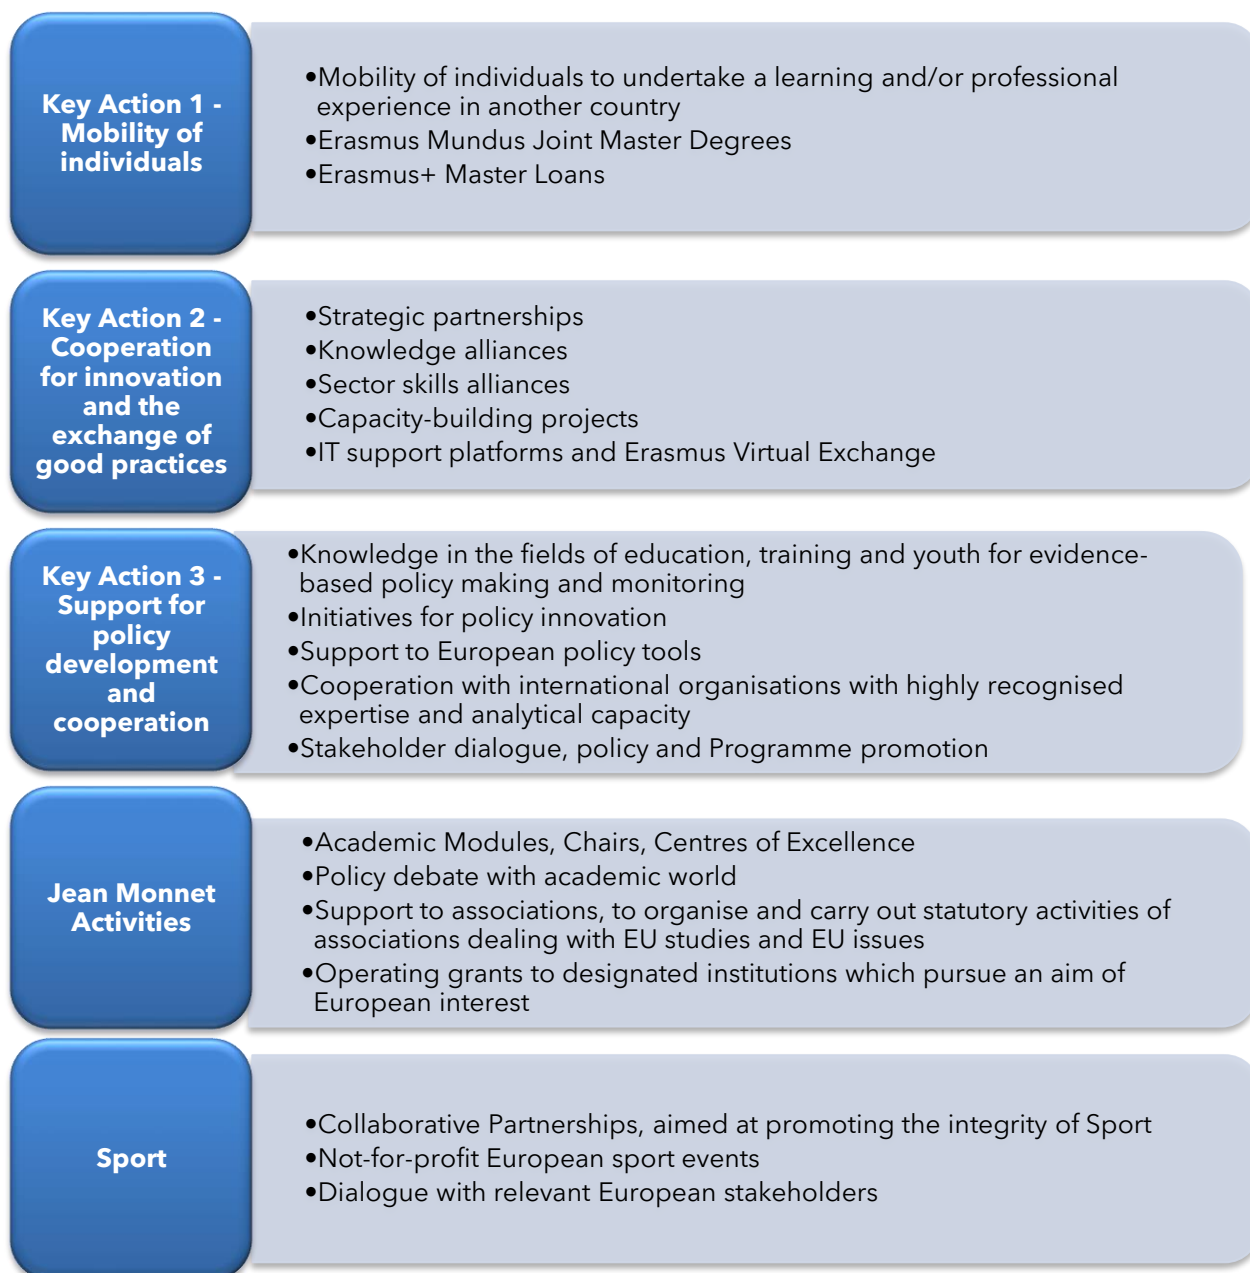 Key Action 1 -
Mobility of
individuals
•Mobility of individuals to undertake a learning and/or professional
experience in another country
•Erasmus Mundus Joint Master Degrees
•Erasmus+ Master Loans
Key Action 2 -
Cooperation
for innovation
and the
exchange of
good practices
•Strategic partnerships
•Knowledge alliances
•Sector skills alliances
•Capacity-building projects
•IT support platforms and Erasmus Virtual Exchange
Key Action 3 -
Support for
policy
development
and
cooperation
•Knowledge in the fields of education, training and youth for evidence-
based policy making and monitoring
•Initiatives for policy innovation
•Support to European policy tools
•Cooperation with international organisations with highly recognised
expertise and analytical capacity
•Stakeholder dialogue, policy and Programme promotion
Jean Monnet
Activities
•Academic Modules, Chairs, Centres of Excellence
•Policy debate with academic world
•Support to associations, to organise and carry out statutory activities of
associations dealing with EU studies and EU issues
•Operating grants to designated institutions which pursue an aim of
European interest
Sport
•Collaborative Partnerships, aimed at promoting the integrity of Sport
•Not-for-profit European sport events
•Dialogue with relevant European stakeholders